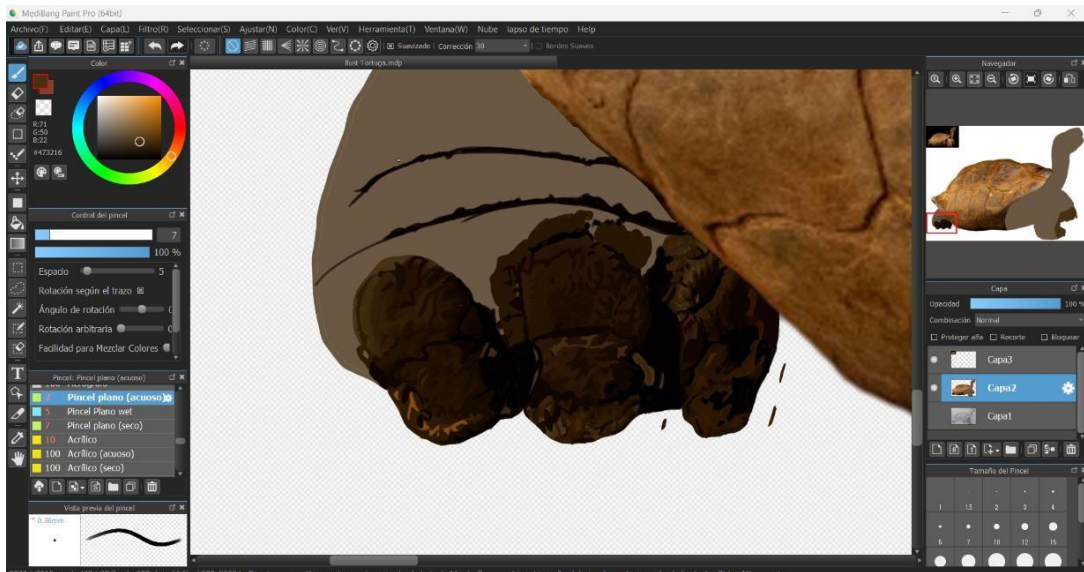 MediBang Paint Pro (64bit)
Archivo(F) Editar(E) Capa(L) Filtro(R) Seleccionar(S) Ajustar(N) Color(C) Ver(V) Herramienta(T) Ventana(W) Nube lapso de tiempo Help
Suavizado Corrección 30 Bordes Suaves
Color
Ilust Tortuga.mdp
Navegador
R:71
G:50
B:22
#473216
Control del pincel
7
100 %
Espacio 5
Rotación según el trazo
Ángulo de rotación
Rotación arbitraria
Facilidad para Mezclar Colores
Pincel: Pincel plano (acuoso)
7 Pincel plano (acuoso)
5 Pincel Plano wet
7 Pincel plano (seco)
10 Acrílico
100 Acrílico (acuoso)
100 Acrílico (seco)
Vista previa del pincel
0.30mm
Capa
Opacidad 100 %
Combinación Normal
Proteger alfa Recorte Bloquear
Capa3
Capa2
Capa1
Tamaño del Pincel
1 1.5 2 3 4
5 7 10 12 15